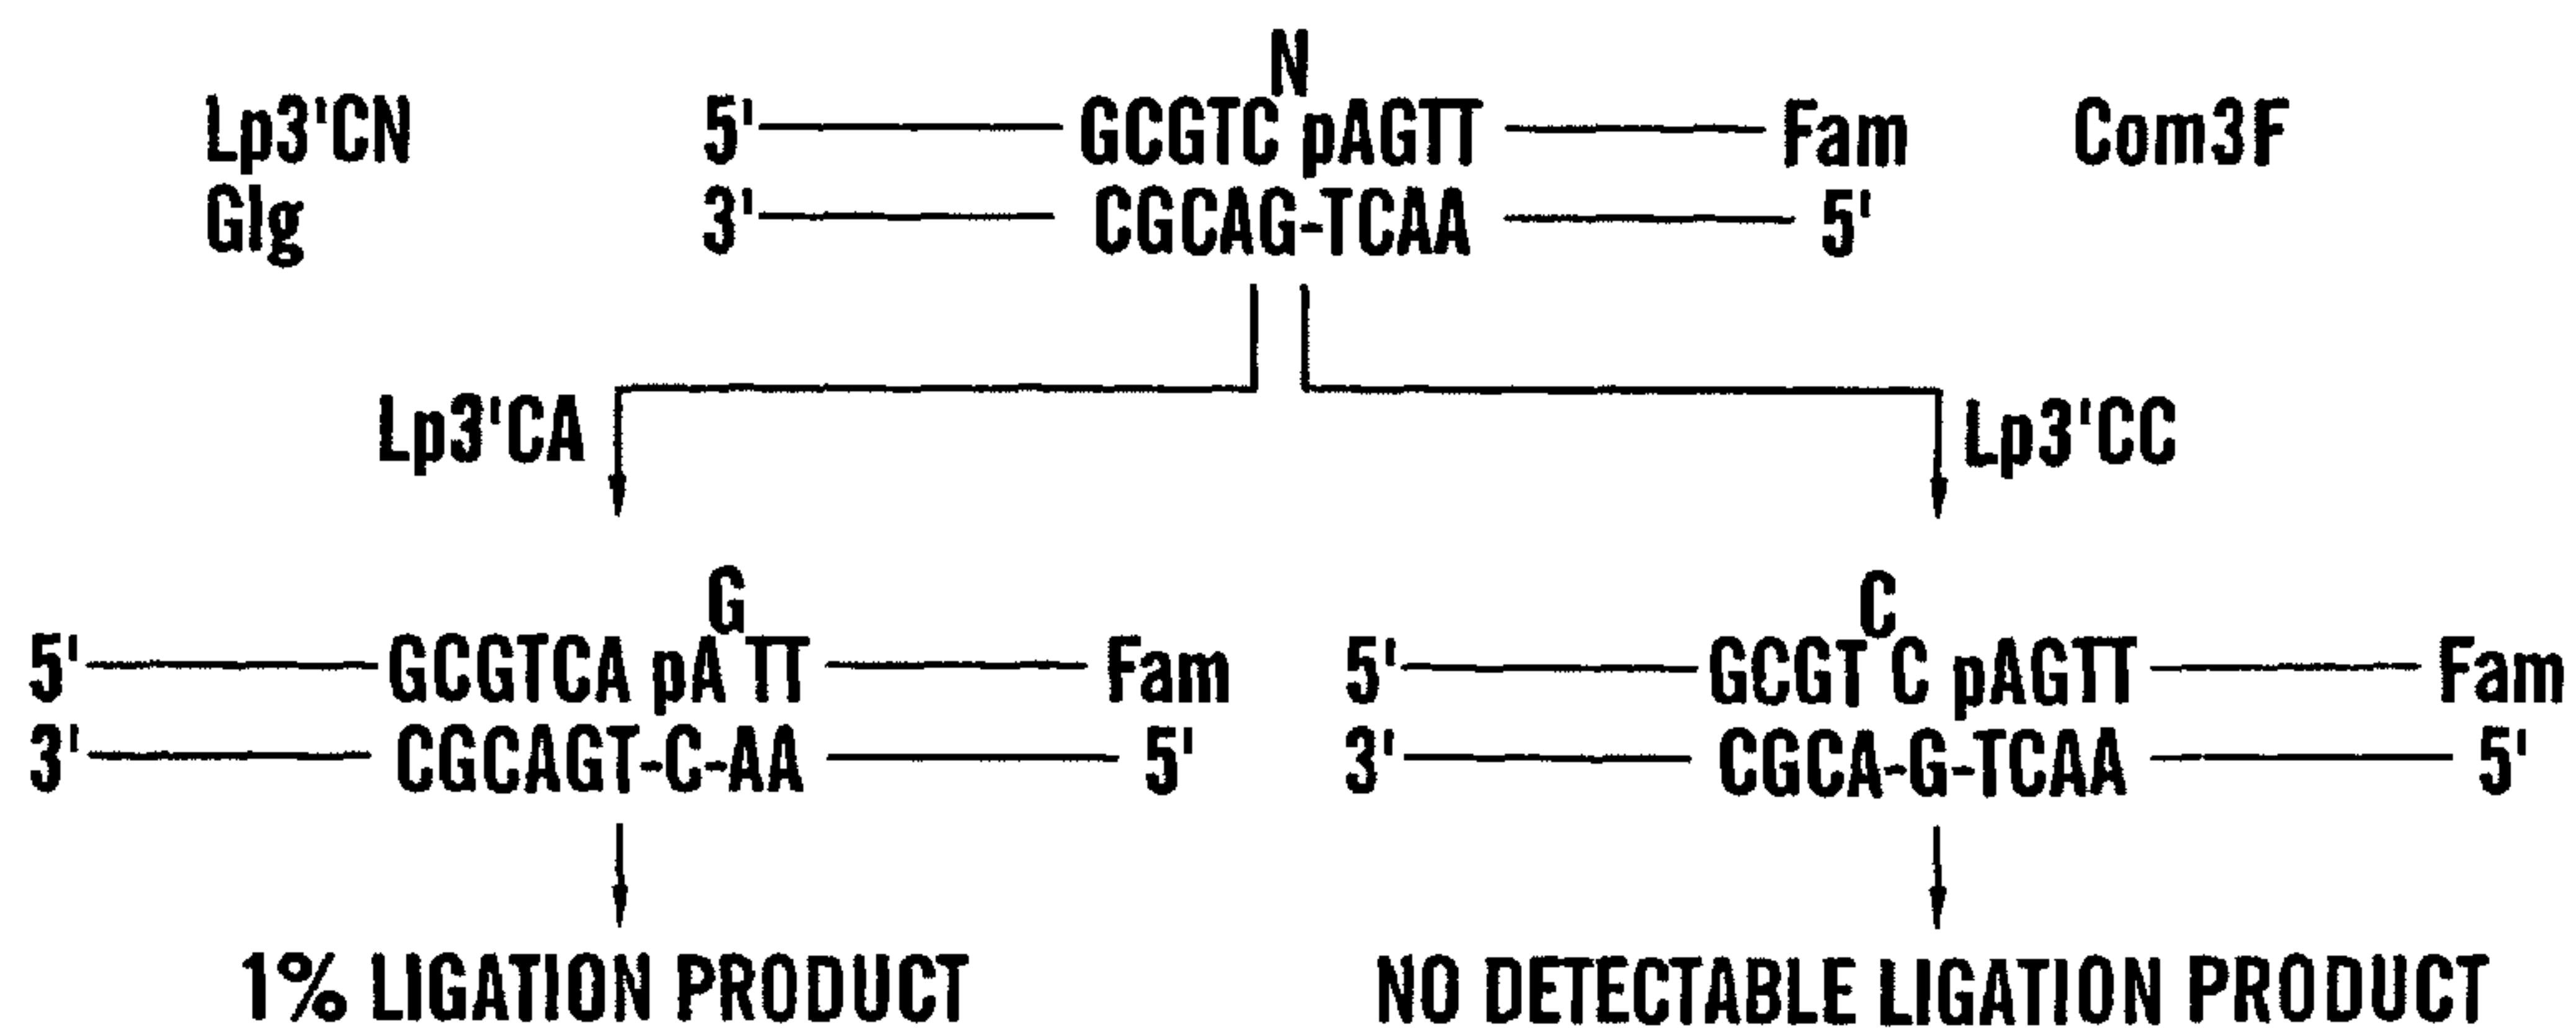 N
Lp3'CN 5' GCGTC pAGTT Fam Com3F
Glg 3' CGCAG-TCAA 5'
Lp3'CA Lp3'CC
G C
5' GCGTCA pA TT Fam 5' GCGT C pAGTT Fam
3' CGCAGT-C-AA 5' 3' CGCA-G-TCAA 5'
1% LIGATION PRODUCT NO DETECTABLE LIGATION PRODUCT